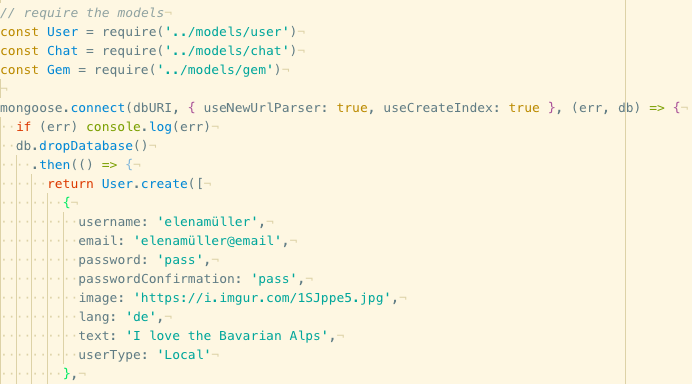 // require the models
const User = require('../models/user')
const Chat = require('../models/chat')
const Gem = require('../models/gem')

mongoose.connect(dbURI, { useNewUrlParser: true, useCreateIndex: true }, (err, db) => {
  if (err) console.log(err)
  db.dropDatabase()
    .then(() => {
      return User.create([
        {
          username: 'elenamüller',
          email: 'elenamüller@email',
          password: 'pass',
          passwordConfirmation: 'pass',
          image: 'https://i.imgur.com/1SJppe5.jpg',
          lang: 'de',
          text: 'I love the Bavarian Alps',
          userType: 'Local'
        },